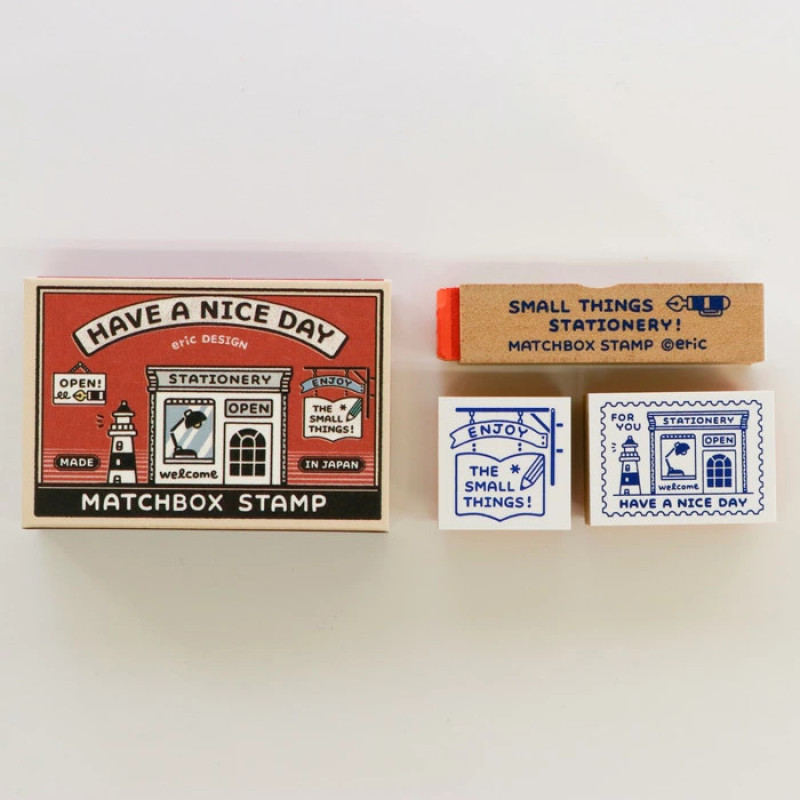 HAVE A NICE DAY
eric DESIGN
OPEN!
STATIONERY
OPEN
ENJOY
THE
SMALL
THINGS!
welcome
MADE
IN JAPAN
MATCHBOX STAMP
SMALL THINGS
STATIONERY!
MATCHBOX STAMP ©eric
ENJOY
THE
SMALL
THINGS!
FOR
YOU
STATIONERY
OPEN
welcome
HAVE A NICE DAY